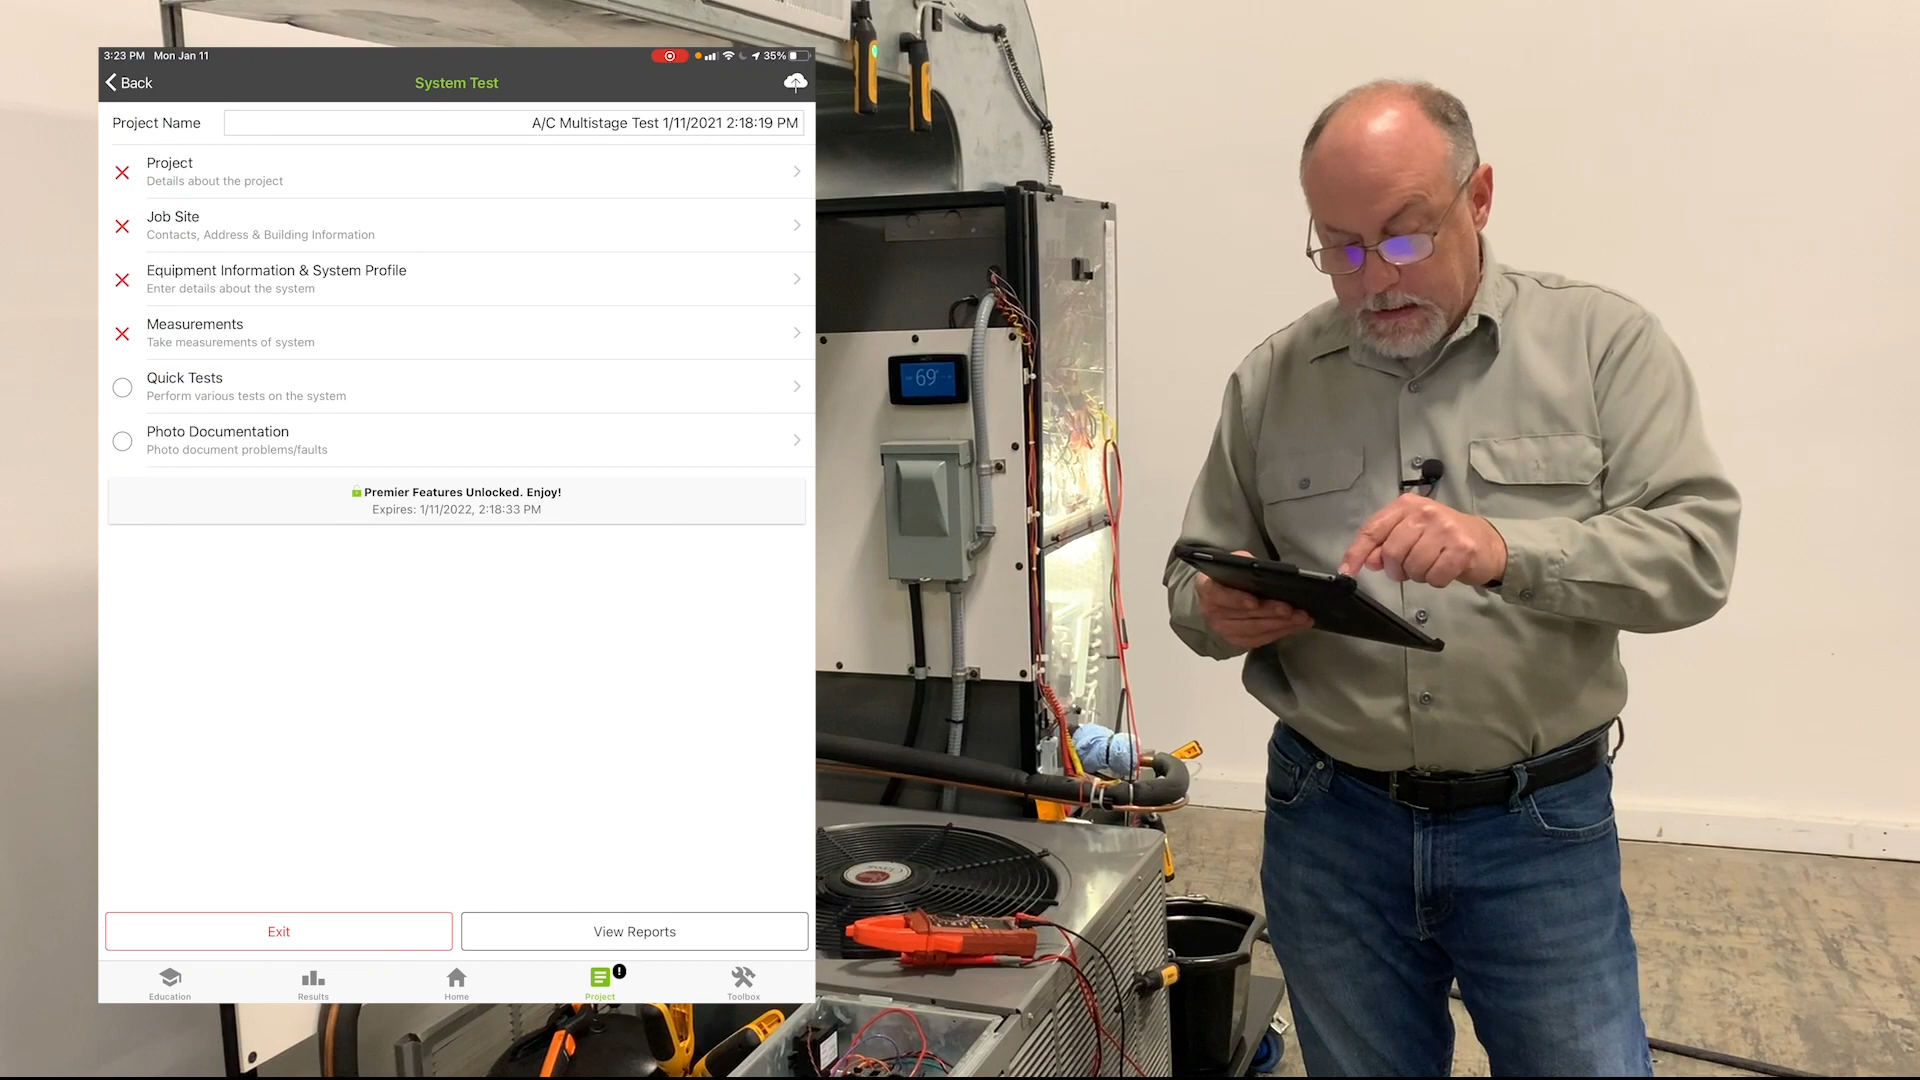 3:23 PM Mon Jan 11
35%
Back
System Test
Project Name
A/C Multistage Test 1/11/2021 2:18:19 PM
Project
Details about the project
Job Site
Contacts, Address & Building Information
Equipment Information & System Profile
Enter details about the system
Measurements
Take measurements of system
Quick Tests
Perform various tests on the system
Photo Documentation
Photo document problems/faults
Premier Features Unlocked. Enjoy!
Expires: 1/11/2022, 2:18:33 PM
Exit
View Reports
Education
Results
Home
Project
Toolbox
69